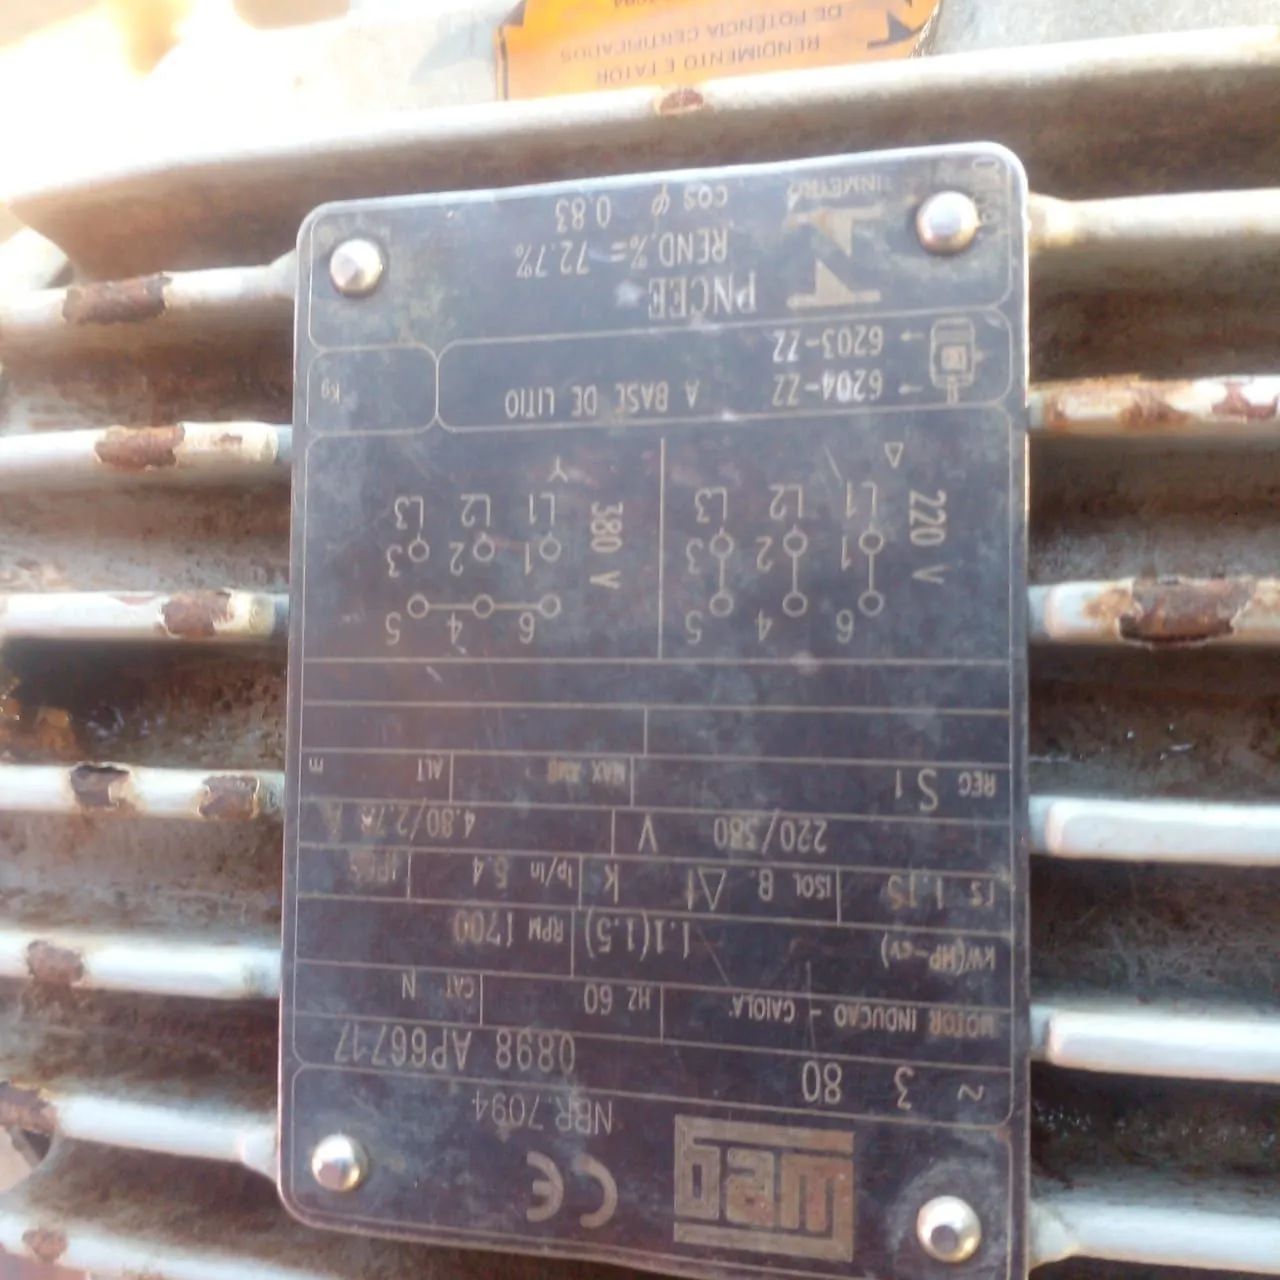 WEG
CE
NBR.7094
~ 3 80 0898 AP66717
MOTOR INDUCAO - GAIOLA Hz 60 CAT N
kW(HP-cv) 1.1(1.5) RPM 1700
FS 1.15 ISOL B. Δt K Ip/In
220/380 V 4.80/2.78 A
REG S1 MAX AMB ALT m
220 V 380 V
6 4 5 6 4 5
1 2 3 1 2 3
L1 L2 L3 L1 L2 L3
Δ Y
6204-ZZ A BASE DE LITIO Kg
6203-ZZ
PNCEE
REND.%= 72.7%
INMETRO COS φ 0.83
RENDIMENTO E FATOR
DE POTÊNCIA CERTIFICADOS